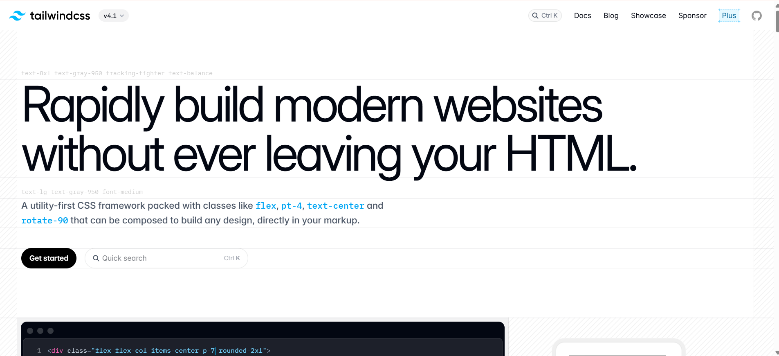 tailwindcss v4.1 Ctrl K Docs Blog Showcase Sponsor Plus
text-8xl text-gray-950 tracking-tighter text-balance
Rapidly build modern websites
without ever leaving your HTML.
text-lg text-gray-950 font-medium
A utility-first CSS framework packed with classes like flex, pt-4, text-center and
rotate-90 that can be composed to build any design, directly in your markup.
Get started Quick search Ctrl K
1 <div class="flex flex-col items-center p-7 rounded-2xl">